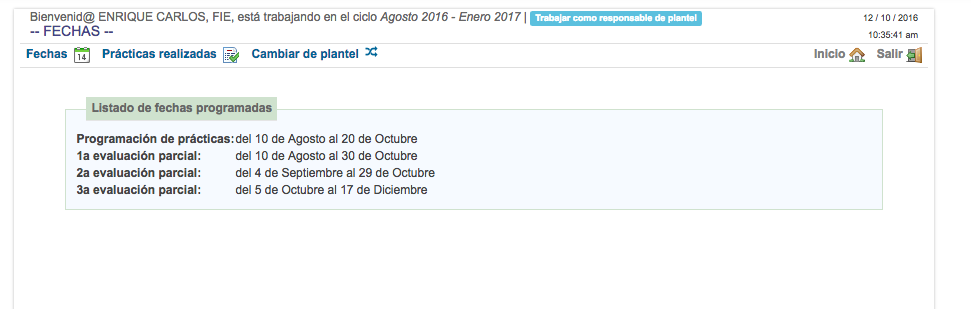 Bienvenid@ ENRIQUE CARLOS, FIE, está trabajando en el ciclo Agosto 2016 - Enero 2017 | Trabajar como responsable de plantel 12 / 10 / 2016
-- FECHAS -- 10:35:41 am
Fechas 14 Prácticas realizadas Cambiar de plantel Inicio Salir
Listado de fechas programadas
Programación de prácticas: del 10 de Agosto al 20 de Octubre
1a evaluación parcial: del 10 de Agosto al 30 de Octubre
2a evaluación parcial: del 4 de Septiembre al 29 de Octubre
3a evaluación parcial: del 5 de Octubre al 17 de Diciembre